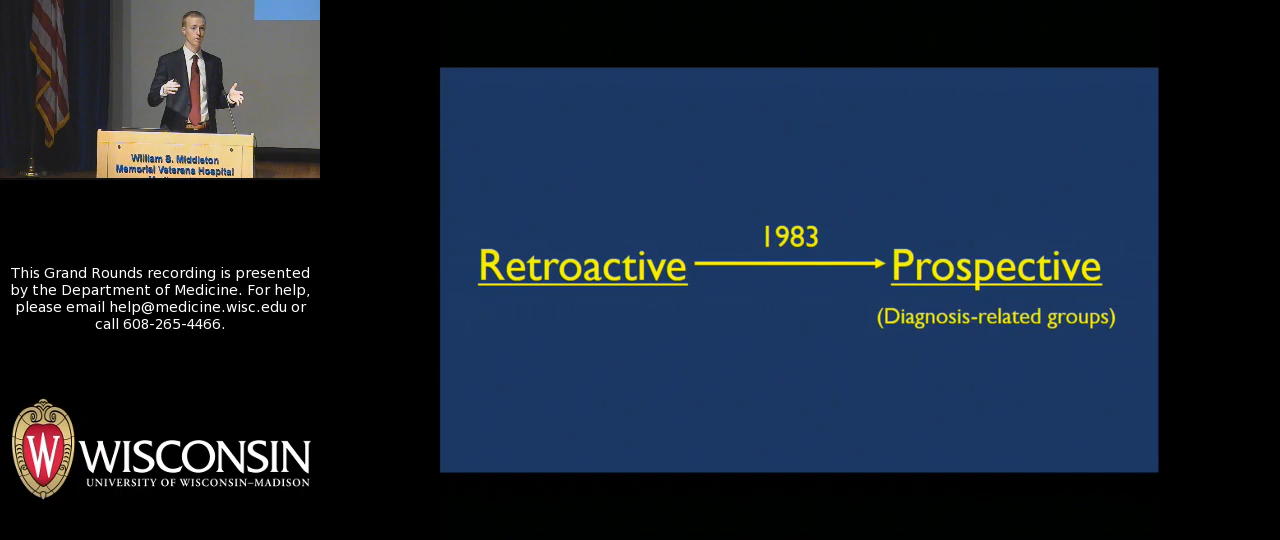 William S. Middleton
Memorial Veterans Hospital
This Grand Rounds recording is presented
by the Department of Medicine. For help,
please email help@medicine.wisc.edu or
call 608-265-4466.
W
WISCONSIN
UNIVERSITY OF WISCONSIN–MADISON
1983
Retroactive
Prospective
(Diagnosis-related groups)